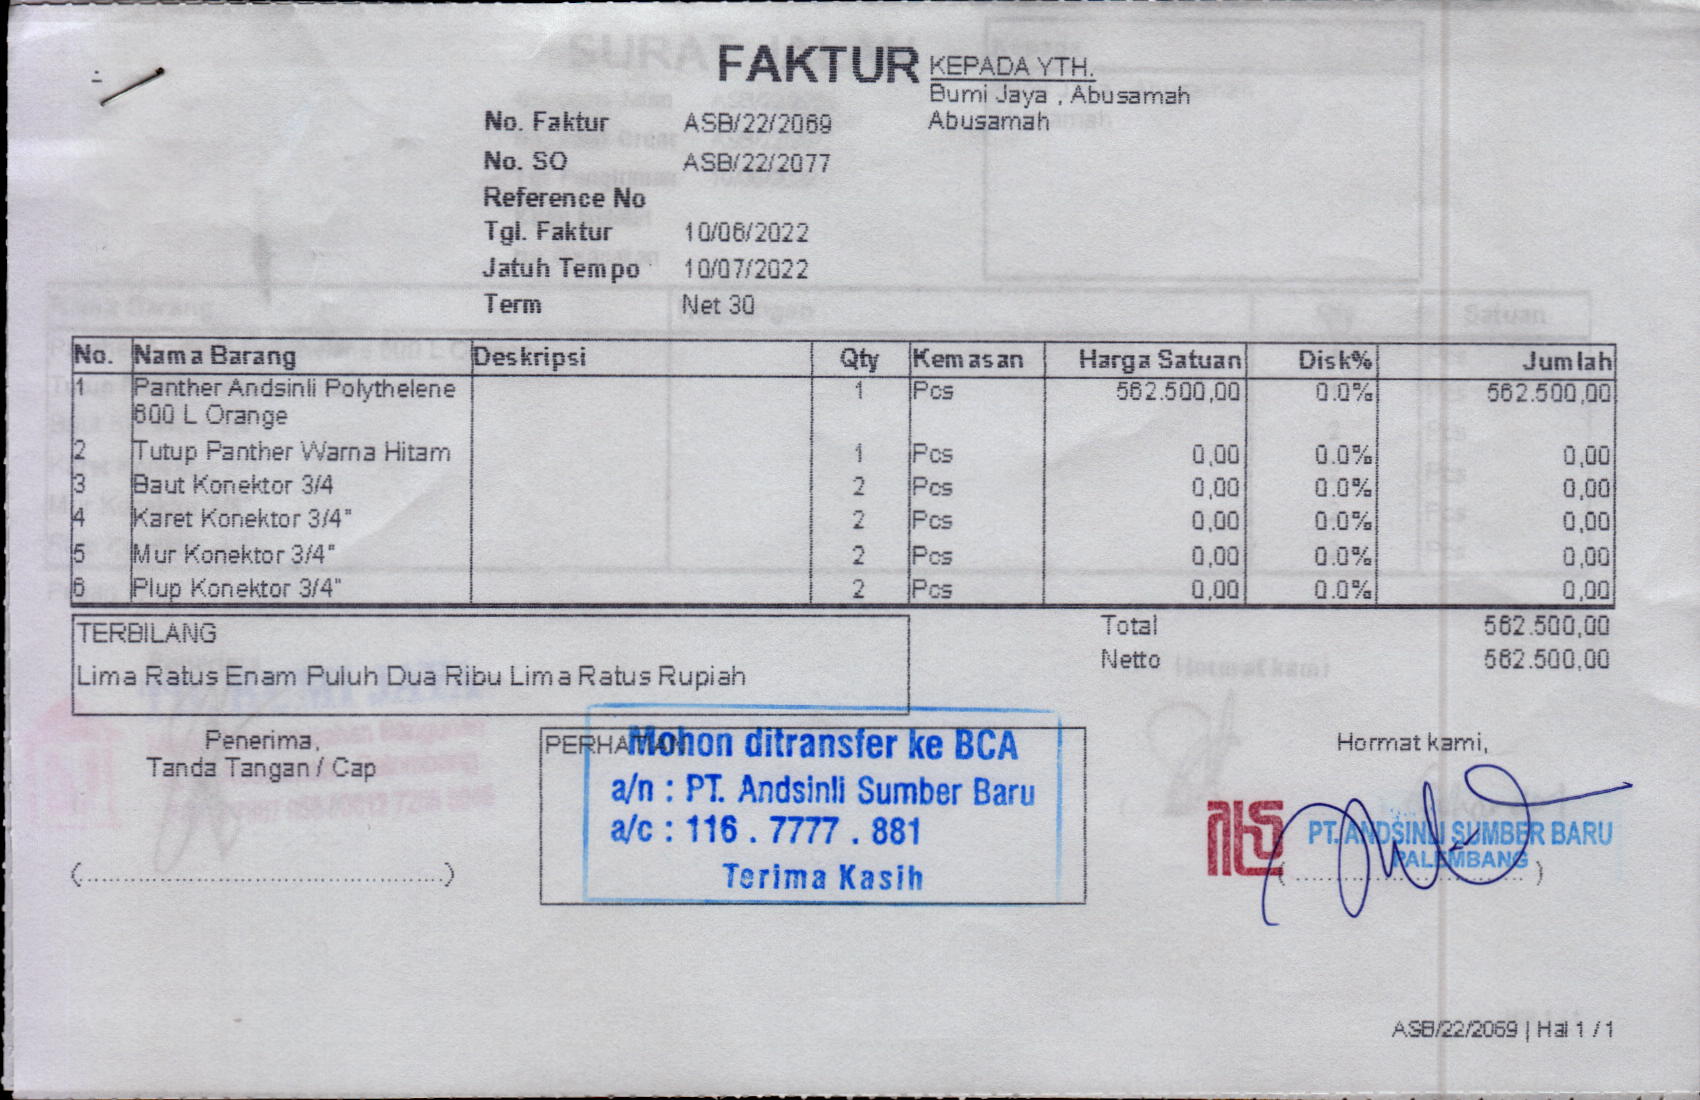 FAKTUR
KEPADA YTH.
Bumi Jaya , Abusamah
Abusamah
No. Faktur ASB/22/2069
No. SO ASB/22/2077
Reference No
Tgl. Faktur 10/06/2022
Jatuh Tempo 10/07/2022
Term Net 30
No. Nama Barang Deskripsi Qty Kemasan Harga Satuan Disk% Jumlah
1 Panther Andsinli Polythelene 1 Pcs 562.500,00 0.0% 562.500,00
600 L Orange
2 Tutup Panther Warna Hitam 1 Pcs 0,00 0.0% 0,00
3 Baut Konektor 3/4 2 Pcs 0,00 0.0% 0,00
4 Karet Konektor 3/4" 2 Pcs 0,00 0.0% 0,00
5 Mur Konektor 3/4" 2 Pcs 0,00 0.0% 0,00
6 Plup Konektor 3/4" 2 Pcs 0,00 0.0% 0,00
TERBILANG
Lima Ratus Enam Puluh Dua Ribu Lima Ratus Rupiah
Total 562.500,00
Netto 562.500,00
Penerima,
Tanda Tangan / Cap
(..............................................)
PERHATIAN
Mohon ditransfer ke BCA
a/n : PT. Andsinli Sumber Baru
a/c : 116 . 7777 . 881
Terima Kasih
Hormat kami,
PT. ANDSINLI SUMBER BARU
PALEMBANG
(..............................)
ASB/22/2069 | Hal 1 / 1